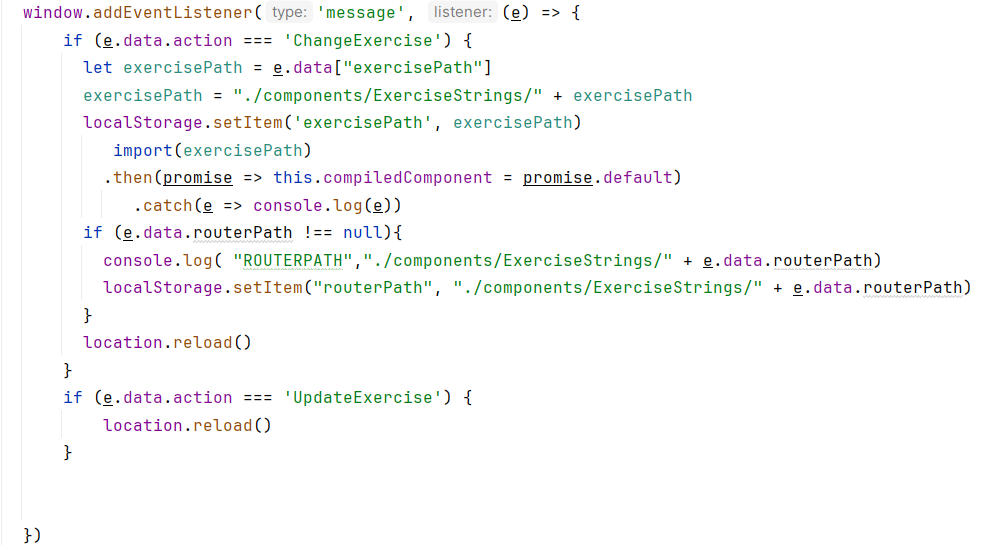 window.addEventListener( type: 'message', listener: (e) => {
    if (e.data.action === 'ChangeExercise') {
      let exercisePath = e.data["exercisePath"]
      exercisePath = "./components/ExerciseStrings/" + exercisePath
      localStorage.setItem('exercisePath', exercisePath)
         import(exercisePath)
        .then(promise => this.compiledComponent = promise.default)
           .catch(e => console.log(e))
      if (e.data.routerPath !== null){
        console.log( "ROUTERPATH","./components/ExerciseStrings/" + e.data.routerPath)
        localStorage.setItem("routerPath", "./components/ExerciseStrings/" + e.data.routerPath)
      }
      location.reload()
    }
    if (e.data.action === 'UpdateExercise') {
        location.reload()
    }
})